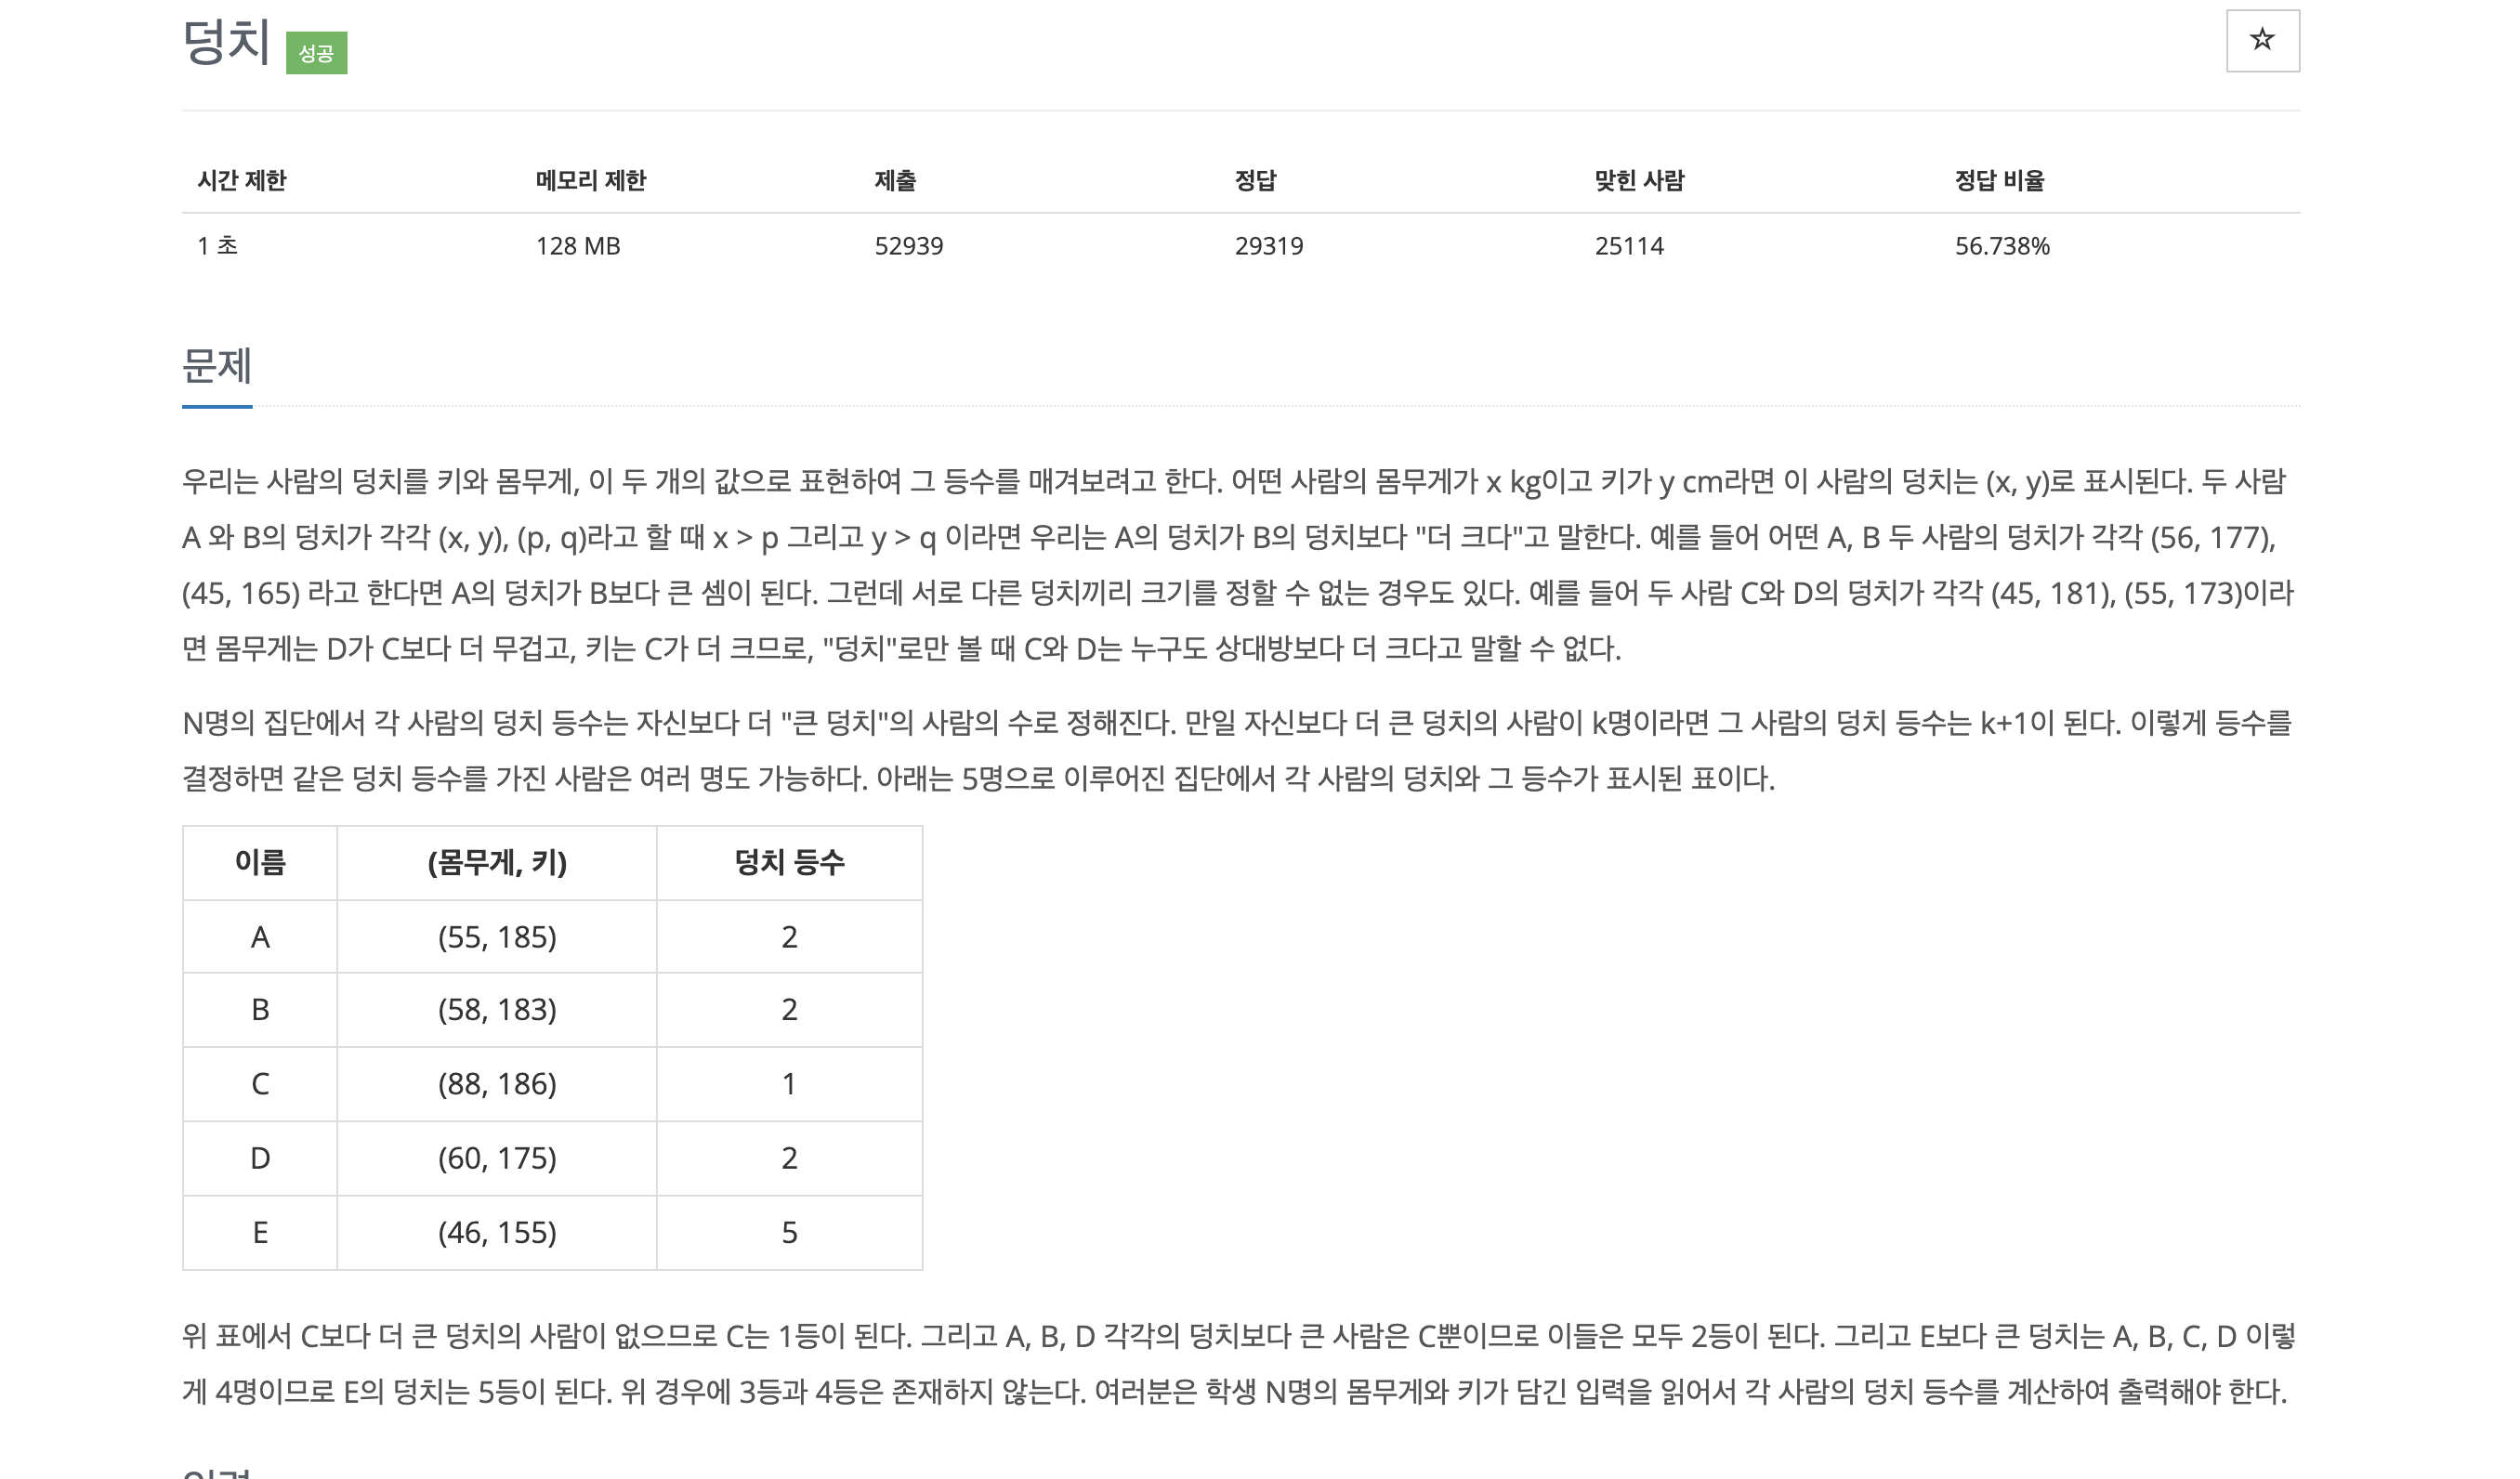 덩치 성공
시간 제한 메모리 제한 제출 정답 맞힌 사람 정답 비율
1 초 128 MB 52939 29319 25114 56.738%
문제
우리는 사람의 덩치를 키와 몸무게, 이 두 개의 값으로 표현하여 그 등수를 매겨보려고 한다. 어떤 사람의 몸무게가 x kg이고 키가 y cm라면 이 사람의 덩치는 (x, y)로 표시된다. 두 사람
A 와 B의 덩치가 각각 (x, y), (p, q)라고 할 때 x > p 그리고 y > q 이라면 우리는 A의 덩치가 B의 덩치보다 "더 크다"고 말한다. 예를 들어 어떤 A, B 두 사람의 덩치가 각각 (56, 177),
(45, 165) 라고 한다면 A의 덩치가 B보다 큰 셈이 된다. 그런데 서로 다른 덩치끼리 크기를 정할 수 없는 경우도 있다. 예를 들어 두 사람 C와 D의 덩치가 각각 (45, 181), (55, 173)이라
면 몸무게는 D가 C보다 더 무겁고, 키는 C가 더 크므로, "덩치"로만 볼 때 C와 D는 누구도 상대방보다 더 크다고 말할 수 없다.
N명의 집단에서 각 사람의 덩치 등수는 자신보다 더 "큰 덩치"의 사람의 수로 정해진다. 만일 자신보다 더 큰 덩치의 사람이 k명이라면 그 사람의 덩치 등수는 k+1이 된다. 이렇게 등수를
결정하면 같은 덩치 등수를 가진 사람은 여러 명도 가능하다. 아래는 5명으로 이루어진 집단에서 각 사람의 덩치와 그 등수가 표시된 표이다.
이름 (몸무게, 키) 덩치 등수
A (55, 185) 2
B (58, 183) 2
C (88, 186) 1
D (60, 175) 2
E (46, 155) 5
위 표에서 C보다 더 큰 덩치의 사람이 없으므로 C는 1등이 된다. 그리고 A, B, D 각각의 덩치보다 큰 사람은 C뿐이므로 이들은 모두 2등이 된다. 그리고 E보다 큰 덩치는 A, B, C, D 이렇
게 4명이므로 E의 덩치는 5등이 된다. 위 경우에 3등과 4등은 존재하지 않는다. 여러분은 학생 N명의 몸무게와 키가 담긴 입력을 읽어서 각 사람의 덩치 등수를 계산하여 출력해야 한다.